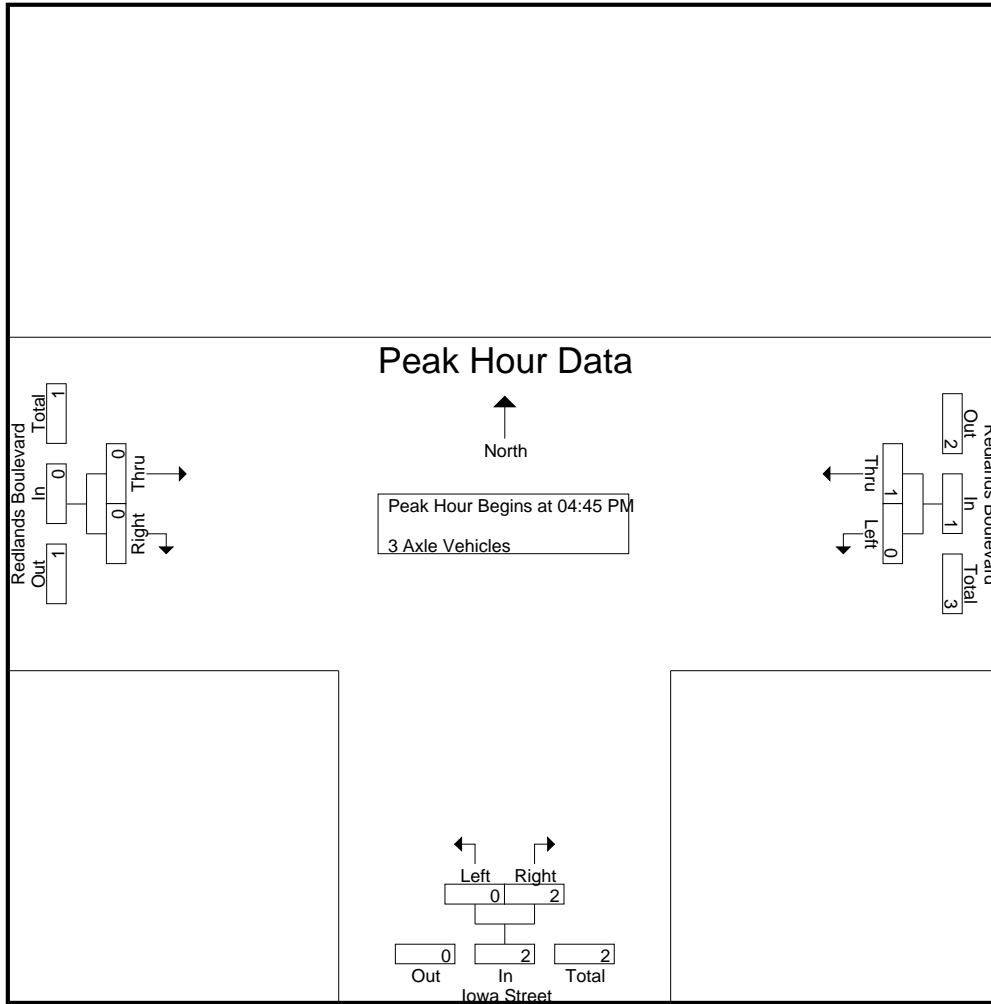 Peak Hour Data
North
Peak Hour Begins at 04:45 PM
3 Axle Vehicles
Redlands Boulevard
Total
1
In
0
Out
1
Thru
0
Right
0
Redlands Boulevard
Out
2
In
1
Total
3
Thru
1
Left
0
Left Right
0 2
0 2 2
Out In Total
Iowa Street